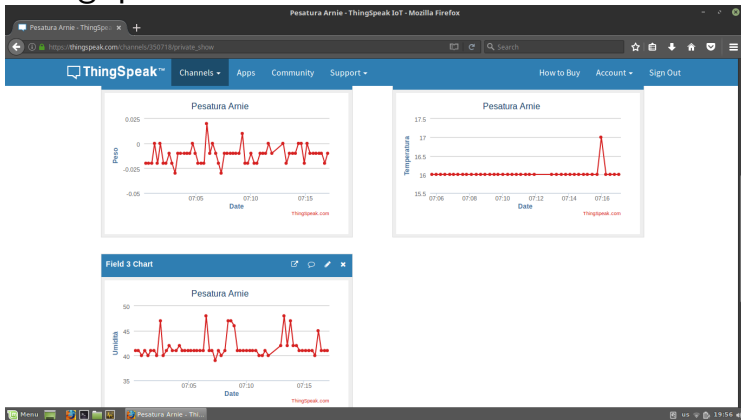 Pesatura Arnie - ThingSpeak IoT - Mozilla Firefox
Pesatura Arnie - ThingSpea
https://thingspeak.com/channels/350718/private_show
Search
ThingSpeak™ Channels Apps Community Support How to Buy Account Sign Out
Pesatura Arnie
0.025
0
-0.025
-0.05
Peso
07:05 07:10 07:15
Date
ThingSpeak.com
Pesatura Arnie
17.5
17
16.5
16
15.5
Temperatura
07:06 07:08 07:10 07:12 07:14 07:16
Date
ThingSpeak.com
Field 3 Chart
Pesatura Arnie
50
45
40
35
Umidità
07:05 07:10 07:15
Date
ThingSpeak.com
Menu Pesatura Arnie - Thi... us 19:56